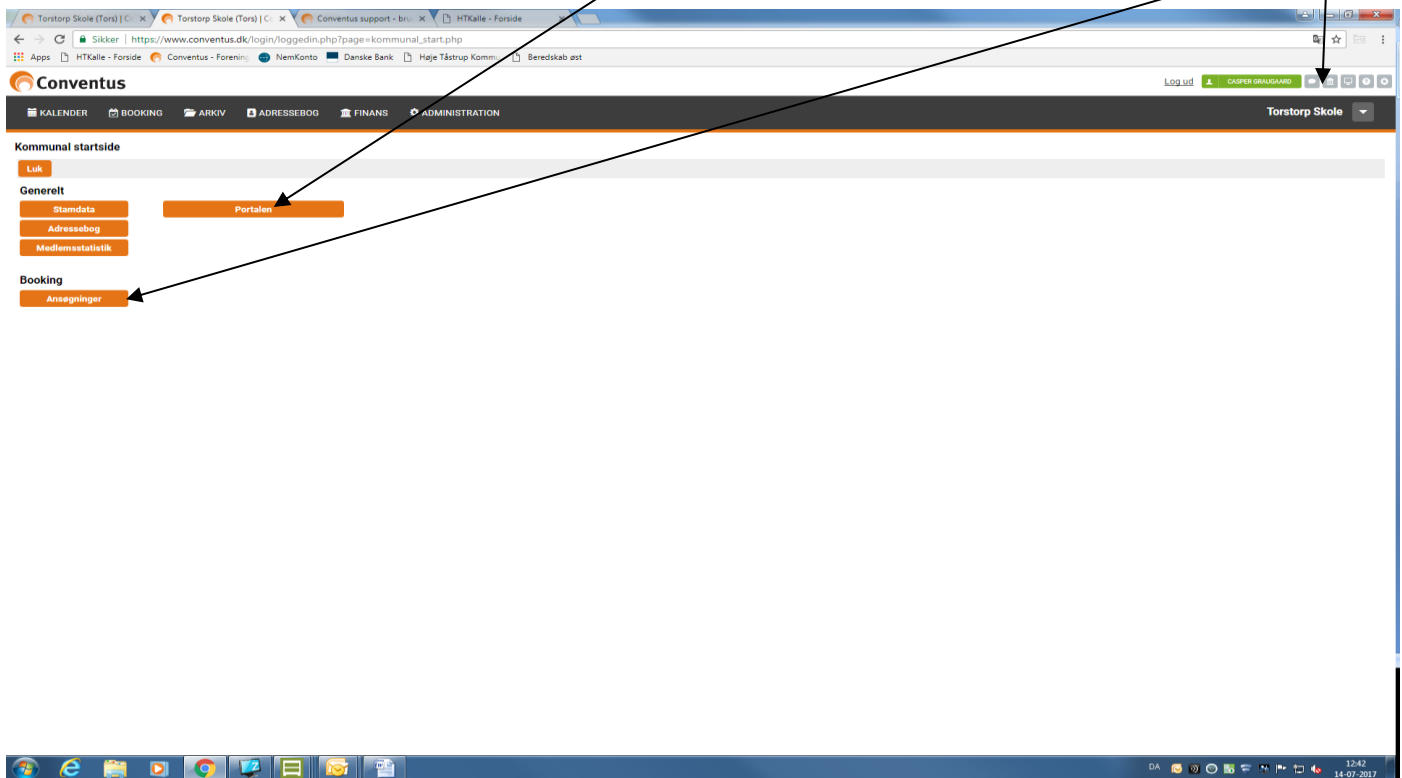 Torstorp Skole (Tors) | C
Torstorp Skole (Tors) | C
Conventus support - bru
HTKalle - Forside
Sikker | https://www.conventus.dk/login/loggedin.php?page=kommunal_start.php
Apps HTKalle - Forside Conventus - Forening NemKonto Danske Bank Høje Tåstrup Kommu Beredskab øst
Conventus
Log ud CASPER GRAUGAARD
KALENDER BOOKING ARKIV ADRESSEBOG FINANS ADMINISTRATION Torstorp Skole
Kommunal startside
Luk
Generelt
Stamdata Portalen
Adressebog
Medlemsstatistik
Booking
Ansøgninger
DA 12:42
14-07-2017